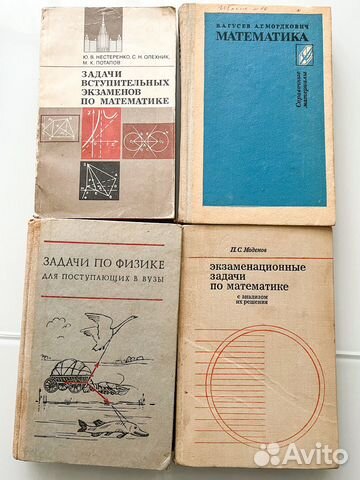 Ю. В. НЕСТЕРЕНКО, С. Н. ОЛЕХНИК,
М. К. ПОТАПОВ
ЗАДАЧИ
ВСТУПИТЕЛЬНЫХ
ЭКЗАМЕНОВ
ПО МАТЕМАТИКЕ
В.А.ГУСЕВ, А.Г.МОРДКОВИЧ
МАТЕМАТИКА
Справочные
материалы
ЗАДАЧИ ПО ФИЗИКЕ
ДЛЯ ПОСТУПАЮЩИХ В ВУЗЫ
П.С. Моденов
экзаменационные
задачи
по математике
с анализом
их решения
Avito